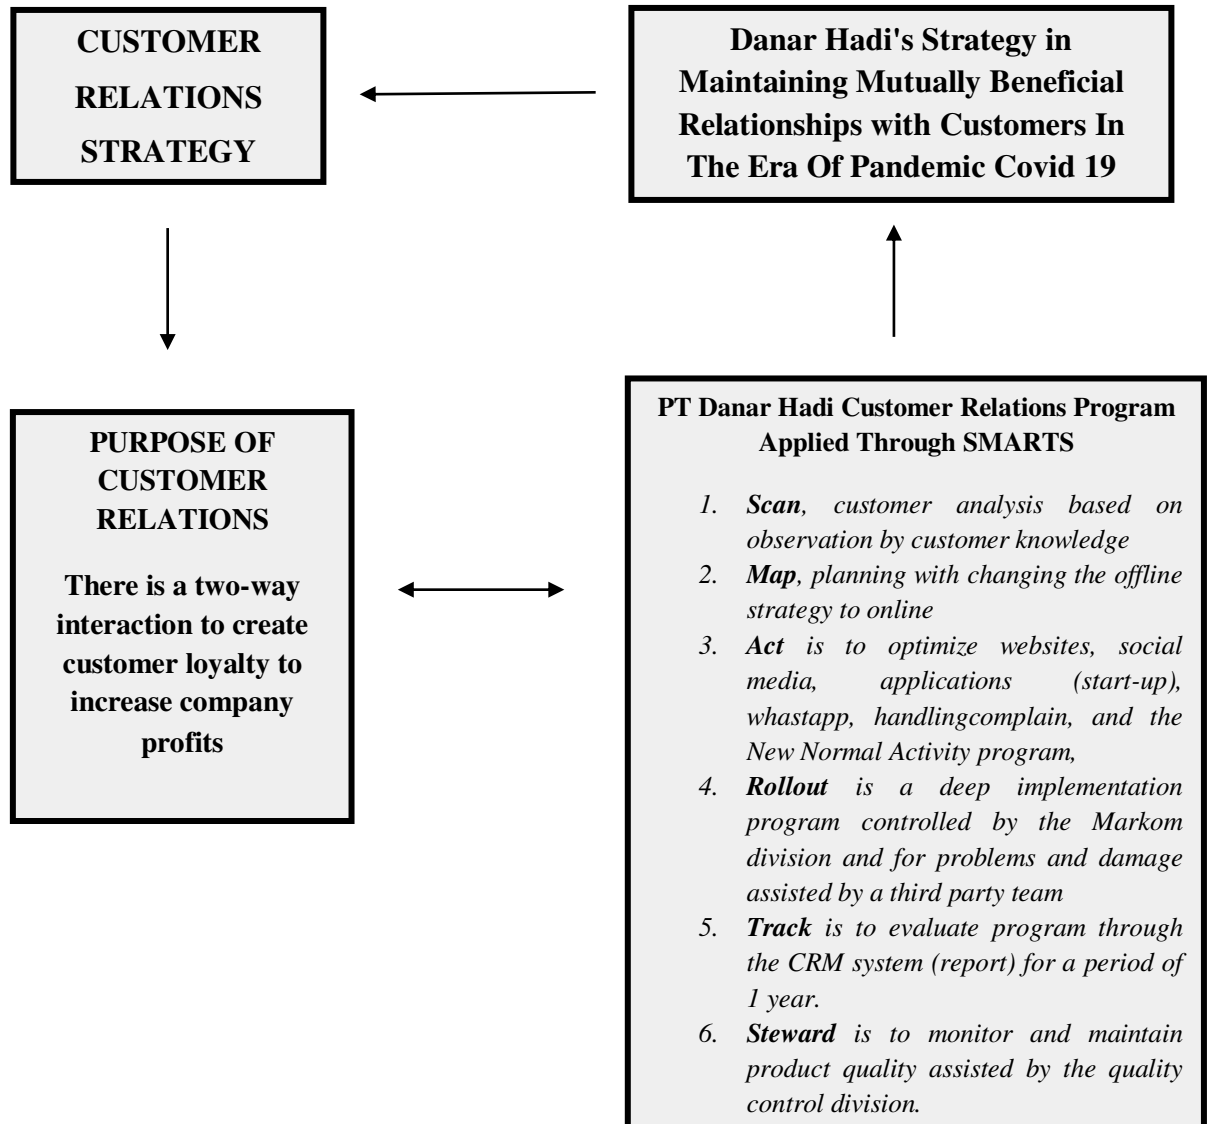 CUSTOMER
RELATIONS
STRATEGY
Danar Hadi's Strategy in
Maintaining Mutually Beneficial
Relationships with Customers In
The Era Of Pandemic Covid 19
PURPOSE OF
CUSTOMER
RELATIONS
There is a two-way
interaction to create
customer loyalty to
increase company
profits
PT Danar Hadi Customer Relations Program
Applied Through SMARTS
1. Scan, customer analysis based on
observation by customer knowledge
2. Map, planning with changing the offline
strategy to online
3. Act is to optimize websites, social
media, applications (start-up),
whastapp, handlingcomplain, and the
New Normal Activity program,
4. Rollout is a deep implementation
program controlled by the Markom
division and for problems and damage
assisted by a third party team
5. Track is to evaluate program through
the CRM system (report) for a period of
1 year.
6. Steward is to monitor and maintain
product quality assisted by the quality
control division.